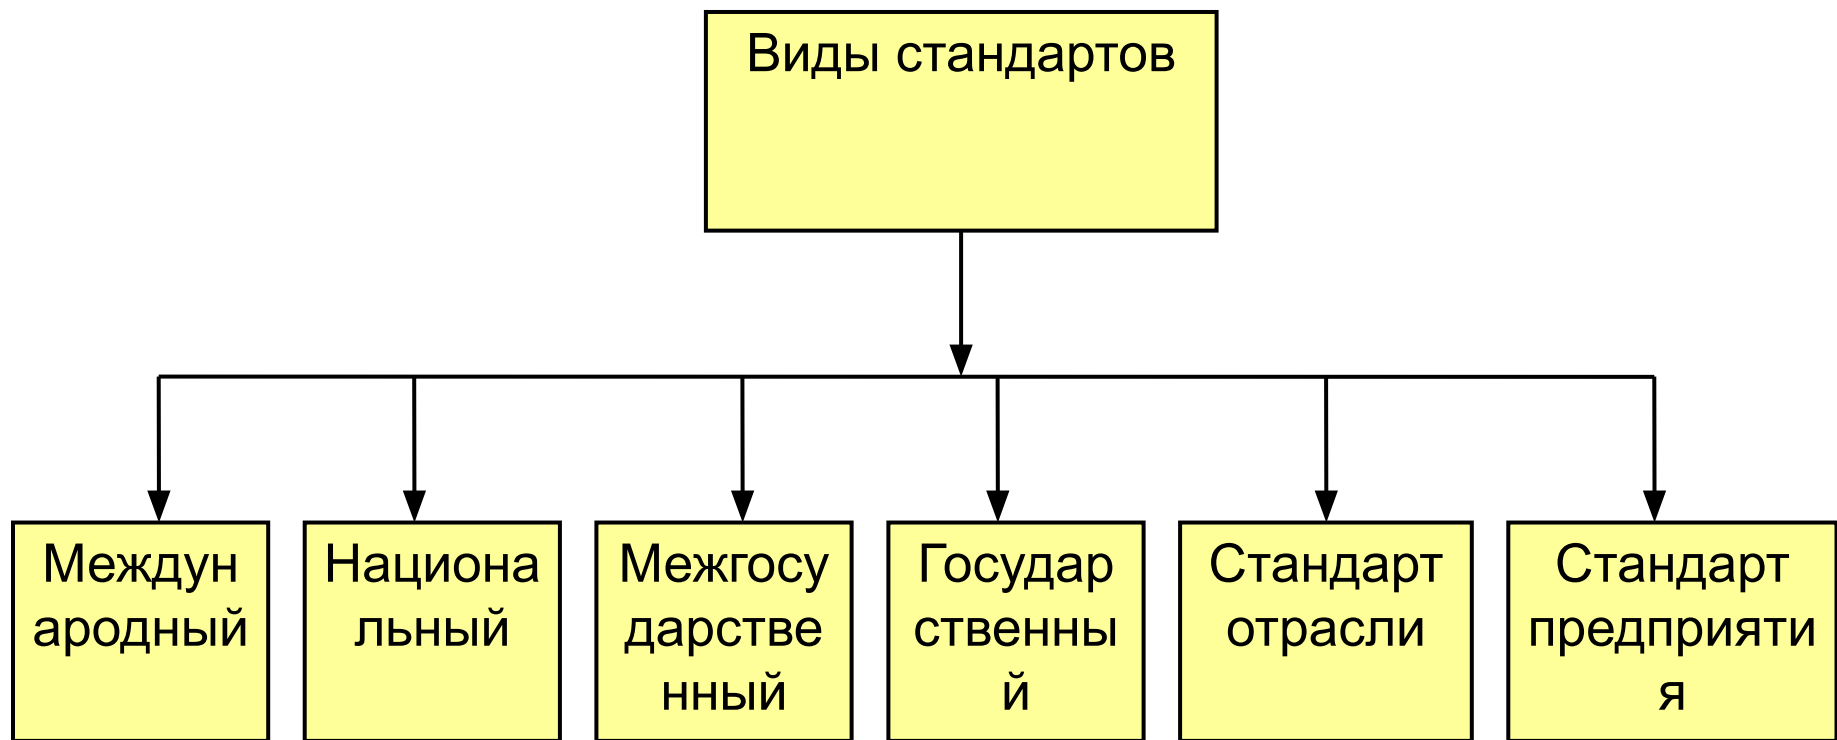 Виды стандартов
Междун
ародный
Национа
льный
Межгосу
дарстве
нный
Государ
ственны
й
Стандарт
отрасли
Стандарт
предприяти
я